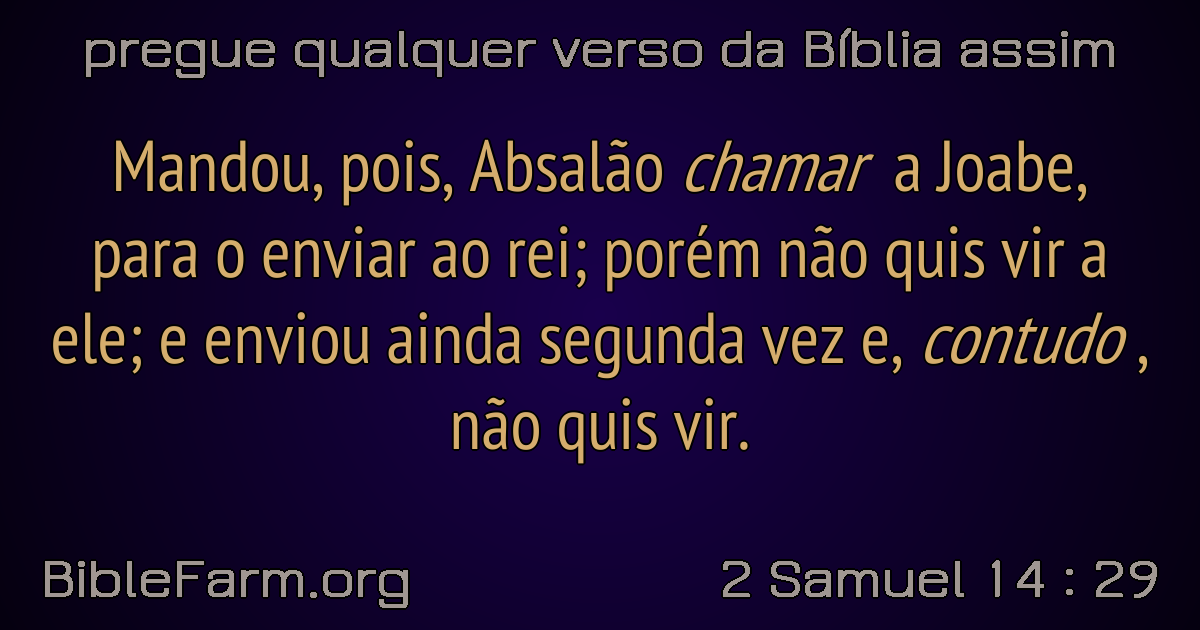 pregue qualquer verso da Bíblia assim
Mandou, pois, Absalão chamar a Joabe,
para o enviar ao rei; porém não quis vir a
ele; e enviou ainda segunda vez e, contudo ,
não quis vir.
BibleFarm.org
2 Samuel 14 : 29